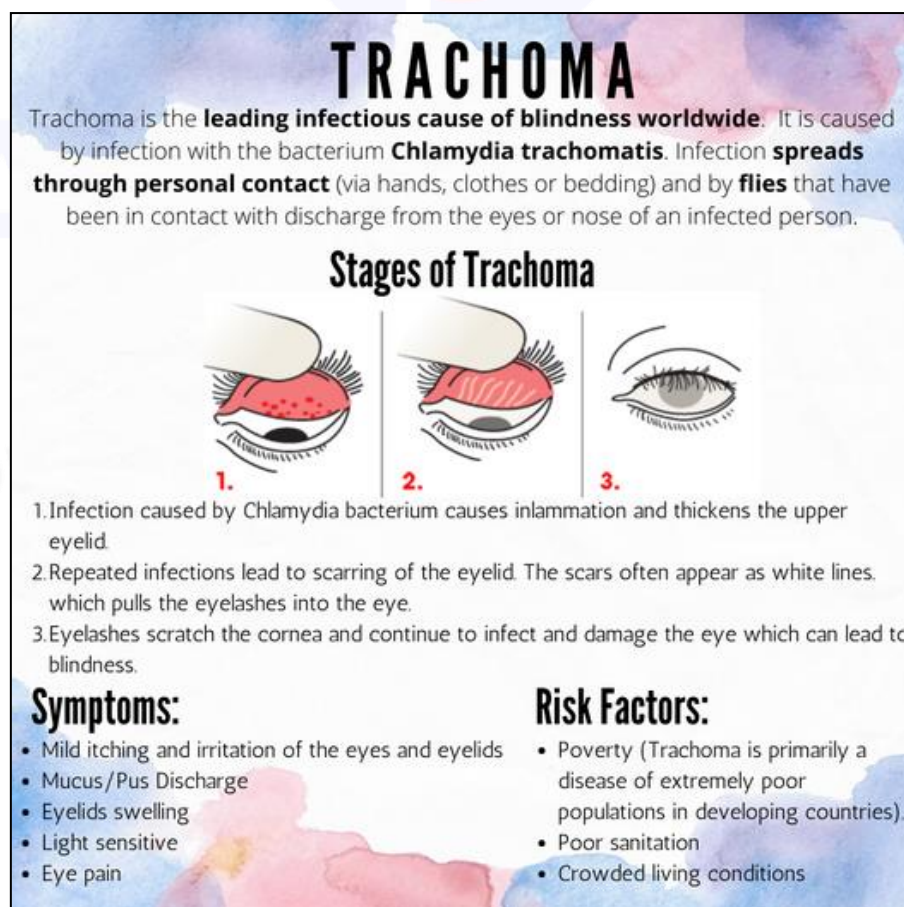 TRACHOMA
Trachoma is the leading infectious cause of blindness worldwide. It is caused
by infection with the bacterium Chlamydia trachomatis. Infection spreads
through personal contact (via hands, clothes or bedding) and by flies that have
been in contact with discharge from the eyes or nose of an infected person.
Stages of Trachoma
1.
2.
3.
1. Infection caused by Chlamydia bacterium causes inlammation and thickens the upper
eyelid.
2. Repeated infections lead to scarring of the eyelid. The scars often appear as white lines.
which pulls the eyelashes into the eye.
3. Eyelashes scratch the cornea and continue to infect and damage the eye which can lead to
blindness.
Symptoms:
• Mild itching and irritation of the eyes and eyelids
• Mucus/Pus Discharge
• Eyelids swelling
• Light sensitive
• Eye pain
Risk Factors:
• Poverty (Trachoma is primarily a
disease of extremely poor
populations in developing countries).
• Poor sanitation
• Crowded living conditions